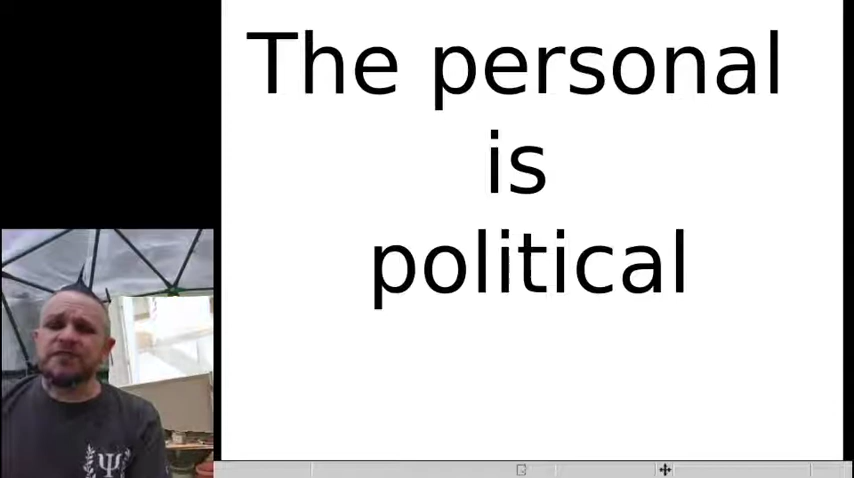 The personal
is
political
Ψ